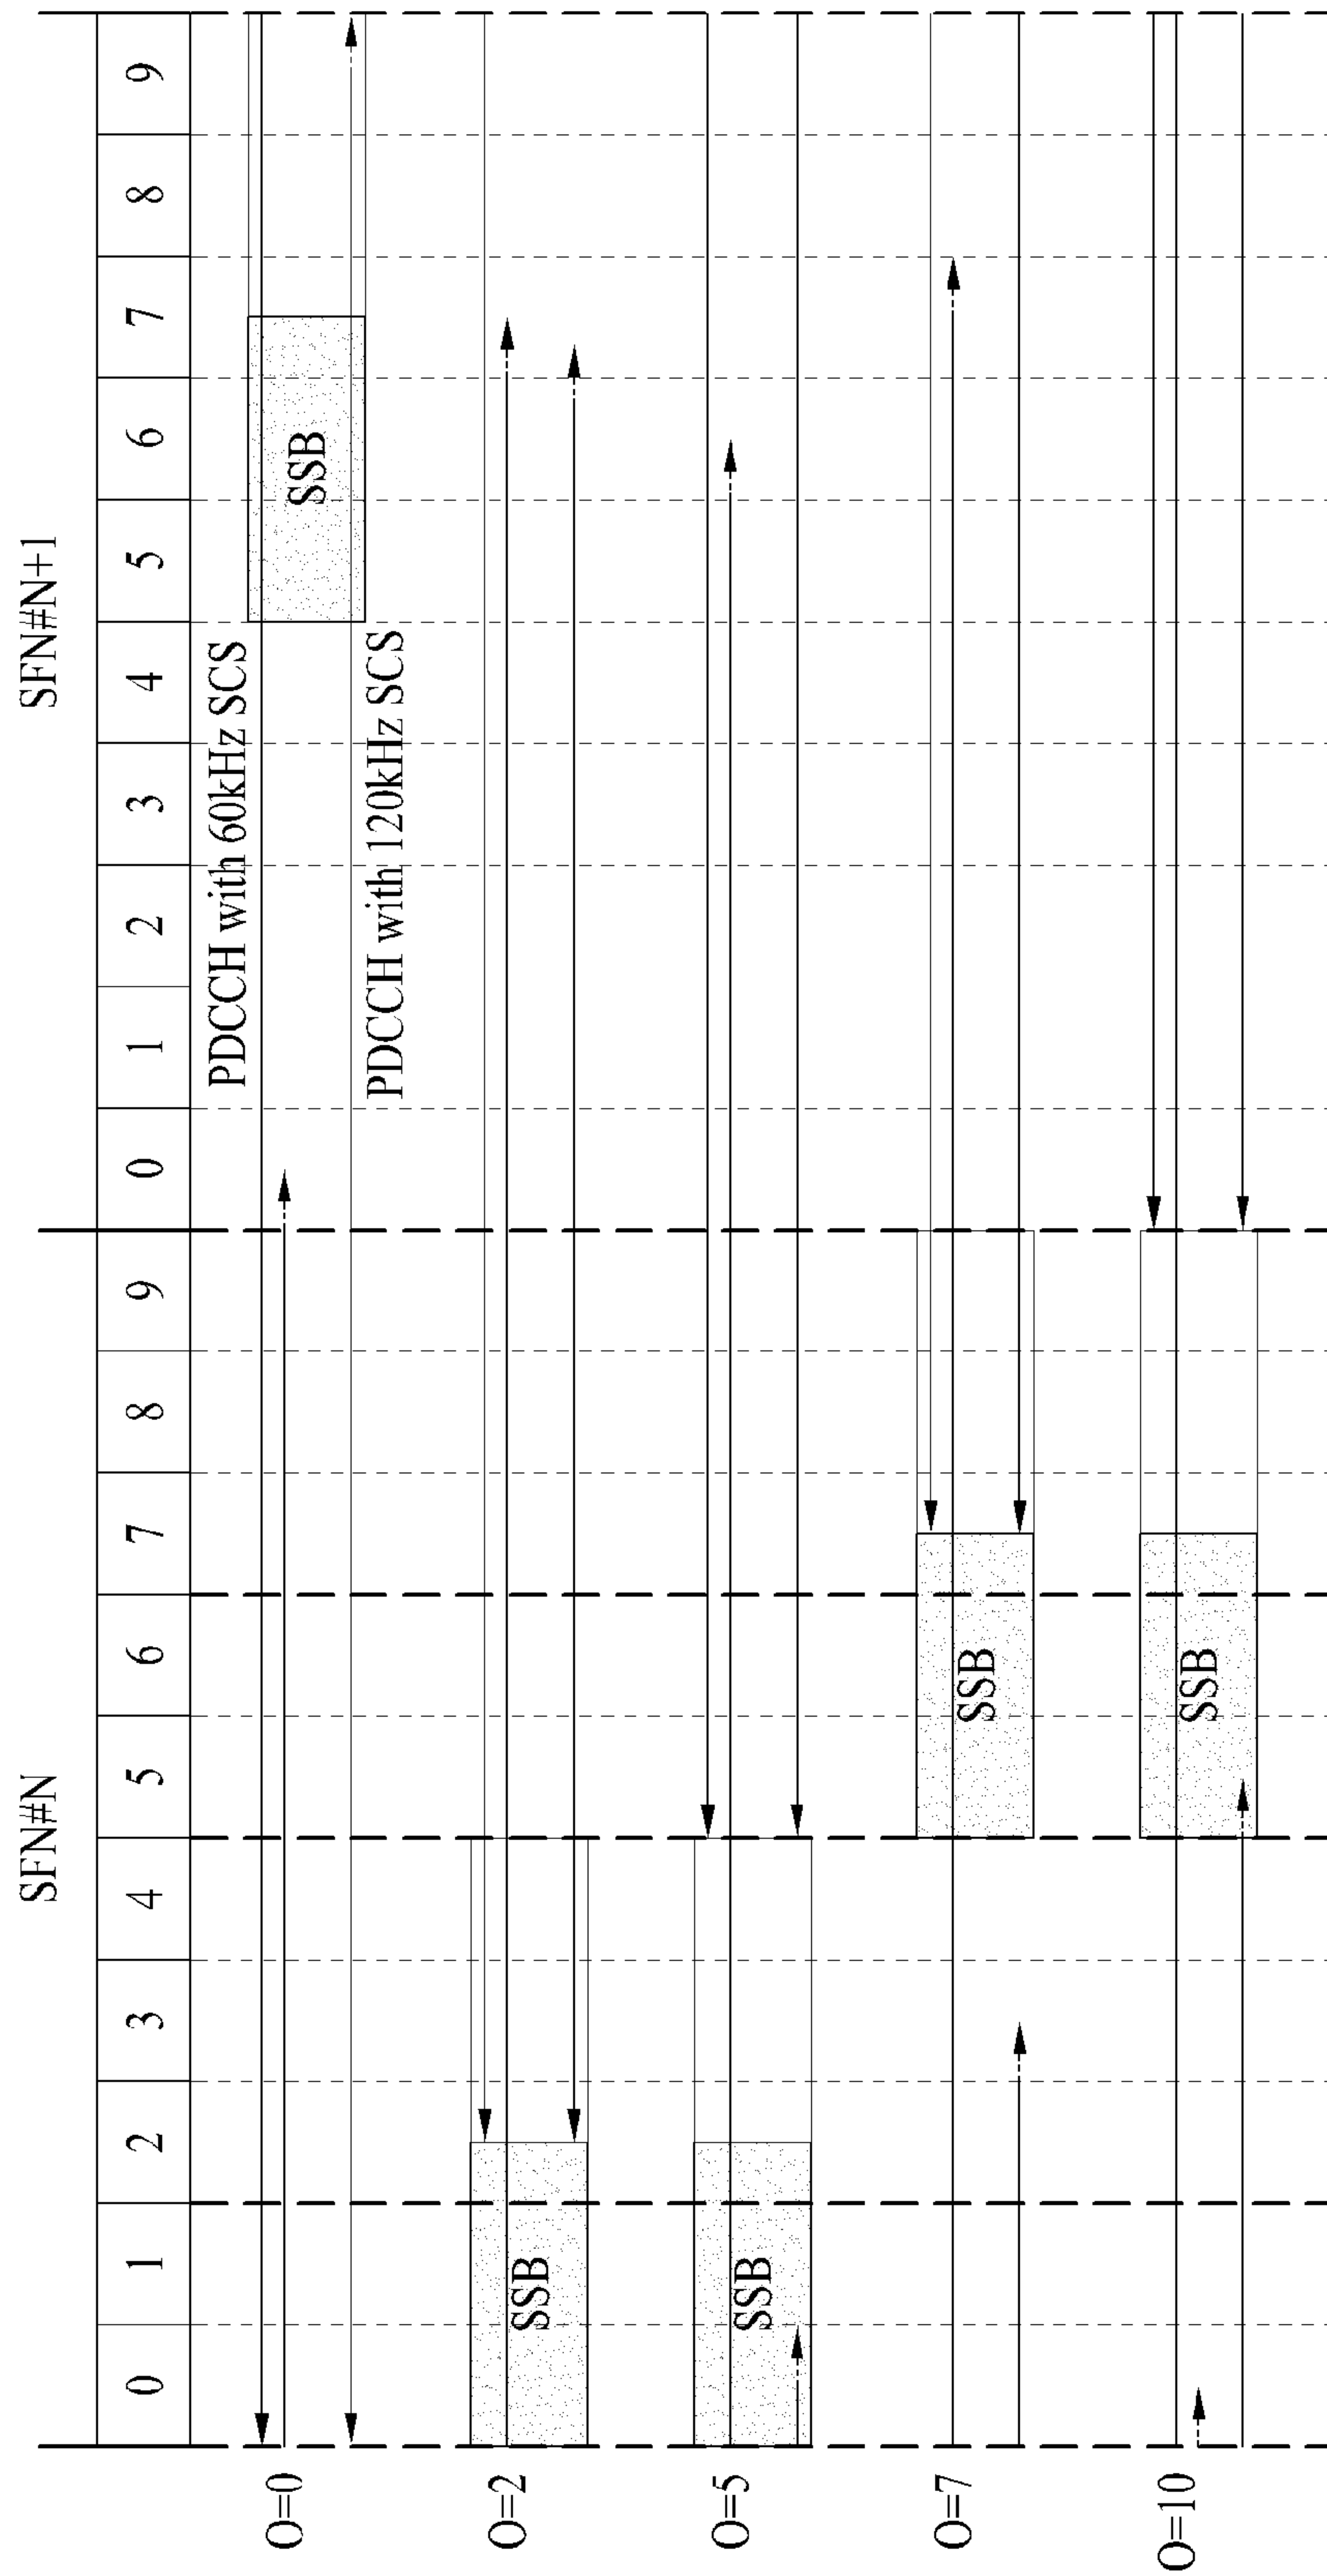 SFN#N
SFN#N+1
0 1 2 3 4 5 6 7 8 9 0 1 2 3 4 5 6 7 8 9
PDCCH with 60kHz SCS
O=0
SSB
PDCCH with 120kHz SCS
O=2
SSB
O=5
SSB
O=7
SSB
O=10
SSB